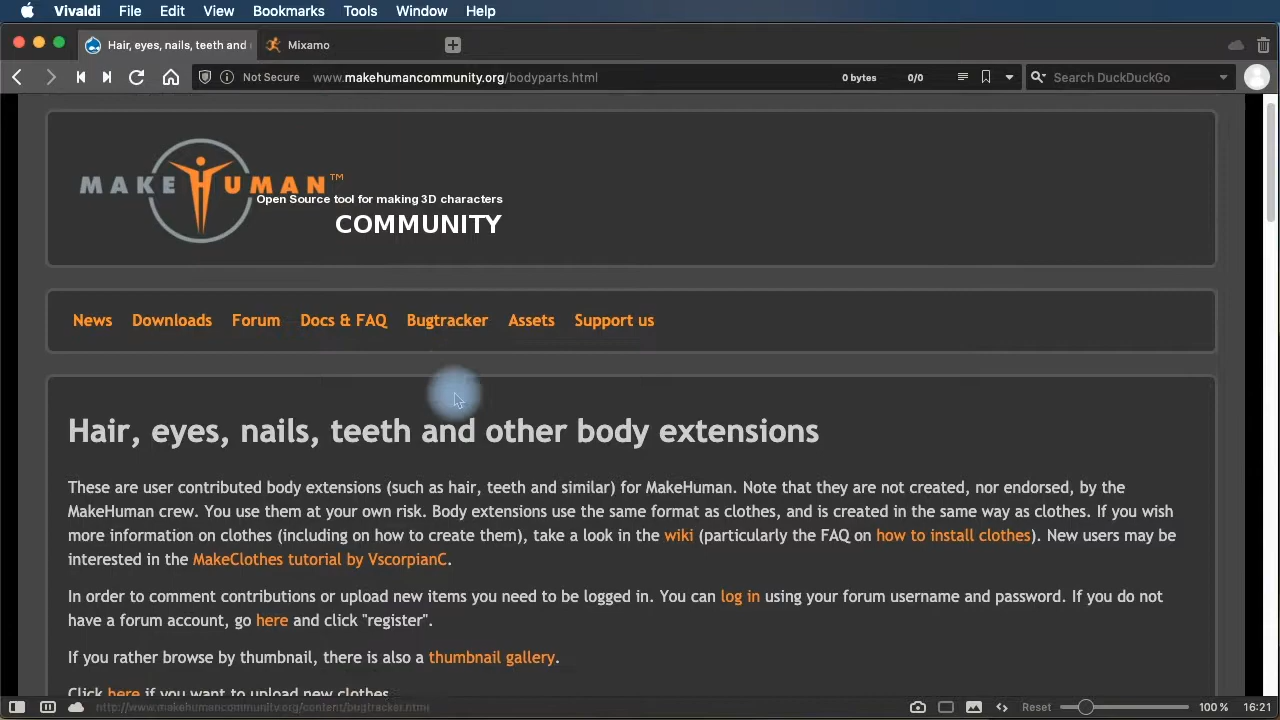 Vivaldi File Edit View Bookmarks Tools Window Help
Hair, eyes, nails, teeth and Mixamo
Not Secure www.makehumancommunity.org/bodyparts.html 0 bytes 0/0 Search DuckDuckGo
MAKEHUMAN™
Open Source tool for making 3D characters
COMMUNITY
News Downloads Forum Docs & FAQ Bugtracker Assets Support us
Hair, eyes, nails, teeth and other body extensions
These are user contributed body extensions (such as hair, teeth and similar) for MakeHuman. Note that they are not created, nor endorsed, by the
MakeHuman crew. You use them at your own risk. Body extensions use the same format as clothes, and is created in the same way as clothes. If you wish
more information on clothes (including on how to create them), take a look in the wiki (particularly the FAQ on how to install clothes). New users may be
interested in the MakeClothes tutorial by VscorpianC.
In order to comment contributions or upload new items you need to be logged in. You can log in using your forum username and password. If you do not
have a forum account, go here and click "register".
If you rather browse by thumbnail, there is also a thumbnail gallery.
Click here if you want to upload new clothes
http://www.makehumancommunity.org/content/bugtracker.html Reset 100 % 16:21